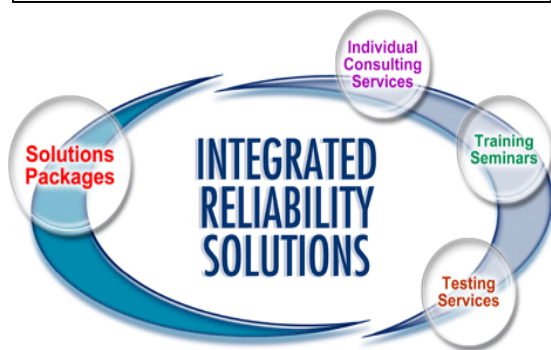 Individual
Consulting
Services
Solutions
Packages
INTEGRATED
RELIABILITY
SOLUTIONS
Training
Seminars
Testing
Services